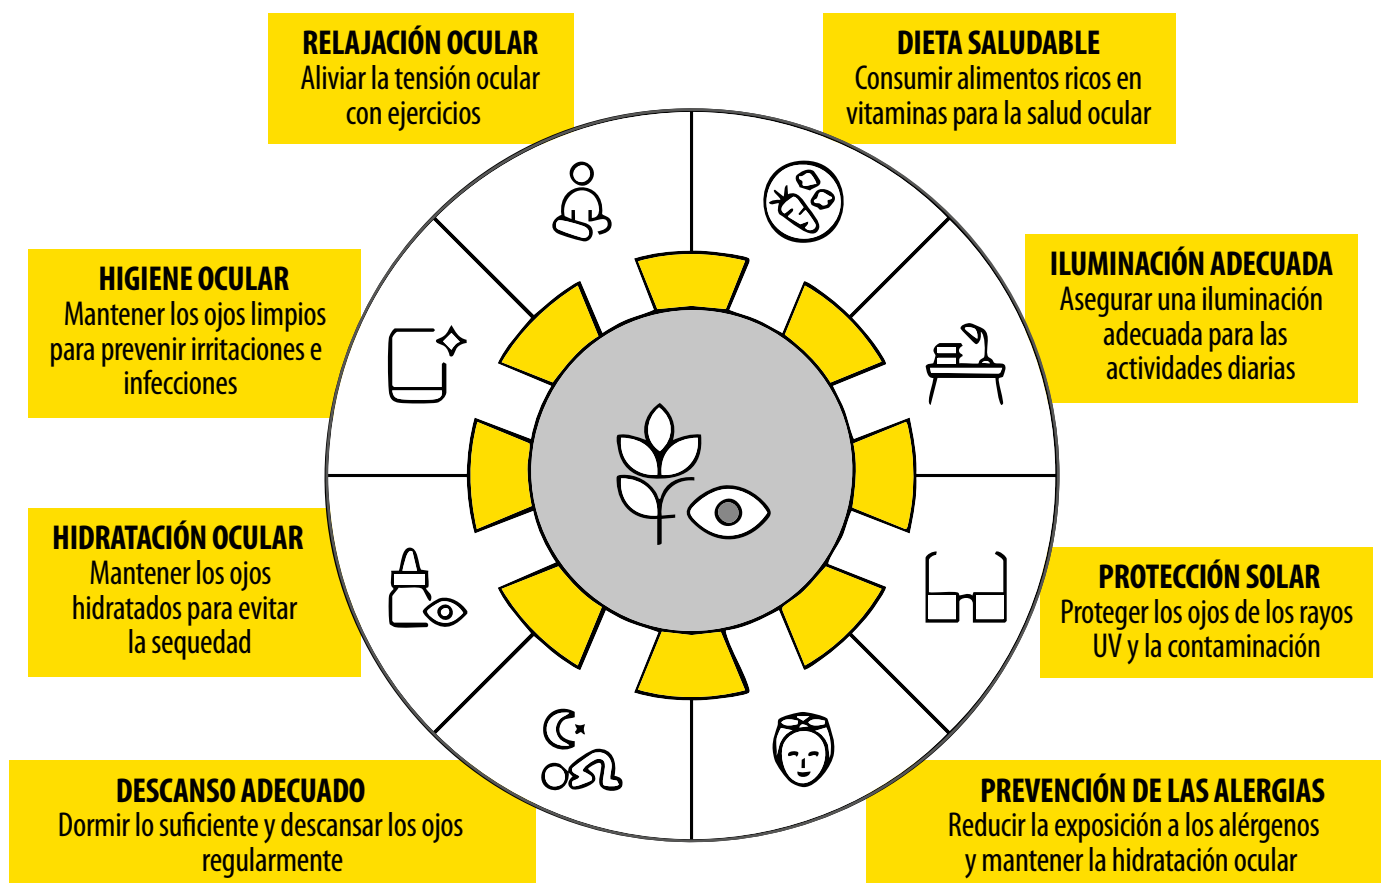 RELAJACIÓN OCULAR
Aliviar la tensión ocular
con ejercicios
DIETA SALUDABLE
Consumir alimentos ricos en
vitaminas para la salud ocular
HIGIENE OCULAR
Mantener los ojos limpios
para prevenir irritaciones e
infecciones
ILUMINACIÓN ADECUADA
Asegurar una iluminación
adecuada para las
actividades diarias
HIDRATACIÓN OCULAR
Mantener los ojos
hidratados para evitar
la sequedad
PROTECCIÓN SOLAR
Proteger los ojos de los rayos
UV y la contaminación
DESCANSO ADECUADO
Dormir lo suficiente y descansar los ojos
regularmente
PREVENCIÓN DE LAS ALERGIAS
Reducir la exposición a los alérgenos
y mantener la hidratación ocular